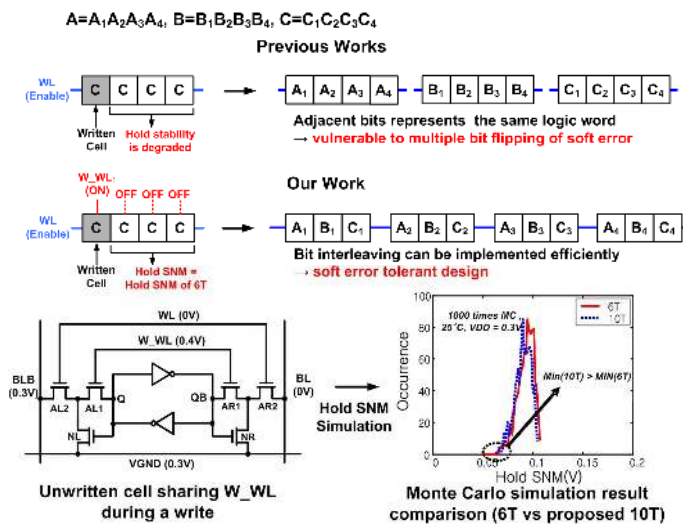 A=A1A2A3A4, B=B1B2B3B4, C=C1C2C3C4
Previous Works
WL
(Enable)
C C C C
A1 A2 A3 A4 B1 B2 B3 B4 C1 C2 C3 C4
Written
Cell
Hold stability
is degraded
Adjacent bits represents the same logic word
→ vulnerable to multiple bit flipping of soft error
W_WL1
(ON)
OFF OFF OFF
Our Work
WL
(Enable)
C C C C
A1 B1 C1 A2 B2 C2 A3 B3 C3 A4 B4 C4
Written
Cell
Hold SNM =
Hold SNM of 6T
Bit interleaving can be implemented efficiently
→ soft error tolerant design
WL (0V)
W_WL (0.4V)
BLB
(0.3V)
AL2 AL1 Q QB AR1 AR2
BL
(0V)
NL NR
VGND (0.3V)
Hold SNM
Simulation
Unwritten cell sharing W_WL
during a write
100
80
60
40
20
0
Occurrence
1000 times MC
25°C, VDD = 0.3V
6T
10T
Min(10T) > MIN(6T)
0 0.05 0.1 0.15 0.2
Hold SNM(V)
Monte Carlo simulation result
comparison (6T vs proposed 10T)